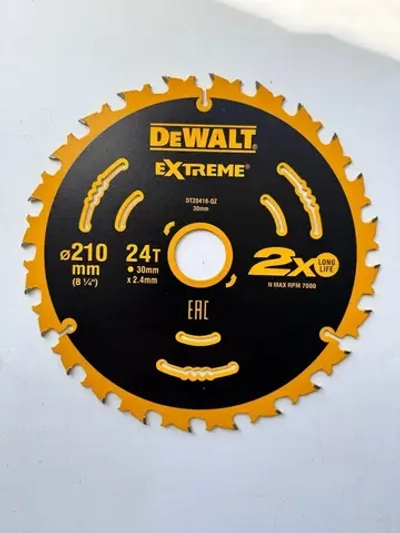 DEWALT
EXTREME®
DT20416-QZ
30mm
ø210
mm
(8 ¼")
24T
● 30mm
x 2.4mm
2X LONG
LIFE
N MAX RPM 7000
EAC